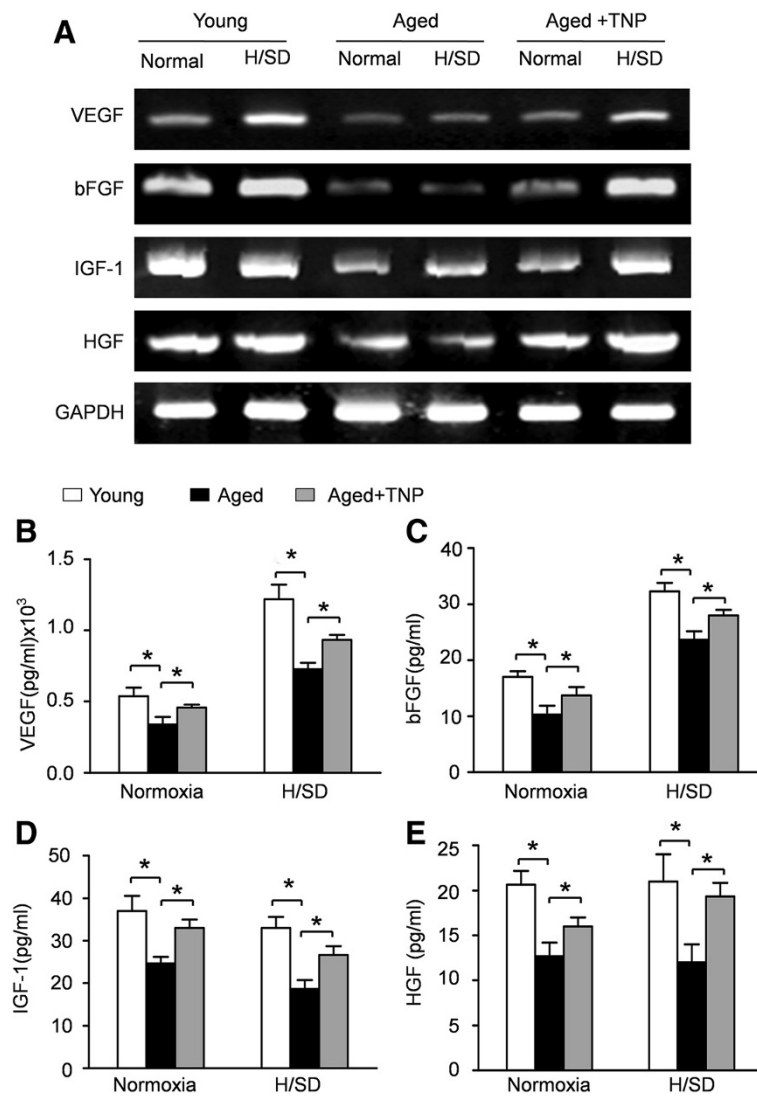 A
Young Aged Aged +TNP
Normal H/SD Normal H/SD Normal H/SD
VEGF
bFGF
IGF-1
HGF
GAPDH
Young Aged Aged+TNP
B
VEGF(pg/ml)x10³
1.5
1.0
0.5
0.0
* * * *
Normoxia H/SD
C
bFGF(pg/ml)
40
30
20
10
0
* * * *
Normoxia H/SD
D
IGF-1(pg/ml)
50
40
30
20
10
0
* * * *
Normoxia H/SD
E
HGF (pg/ml)
25
20
15
10
5
0
* * * *
Normoxia H/SD